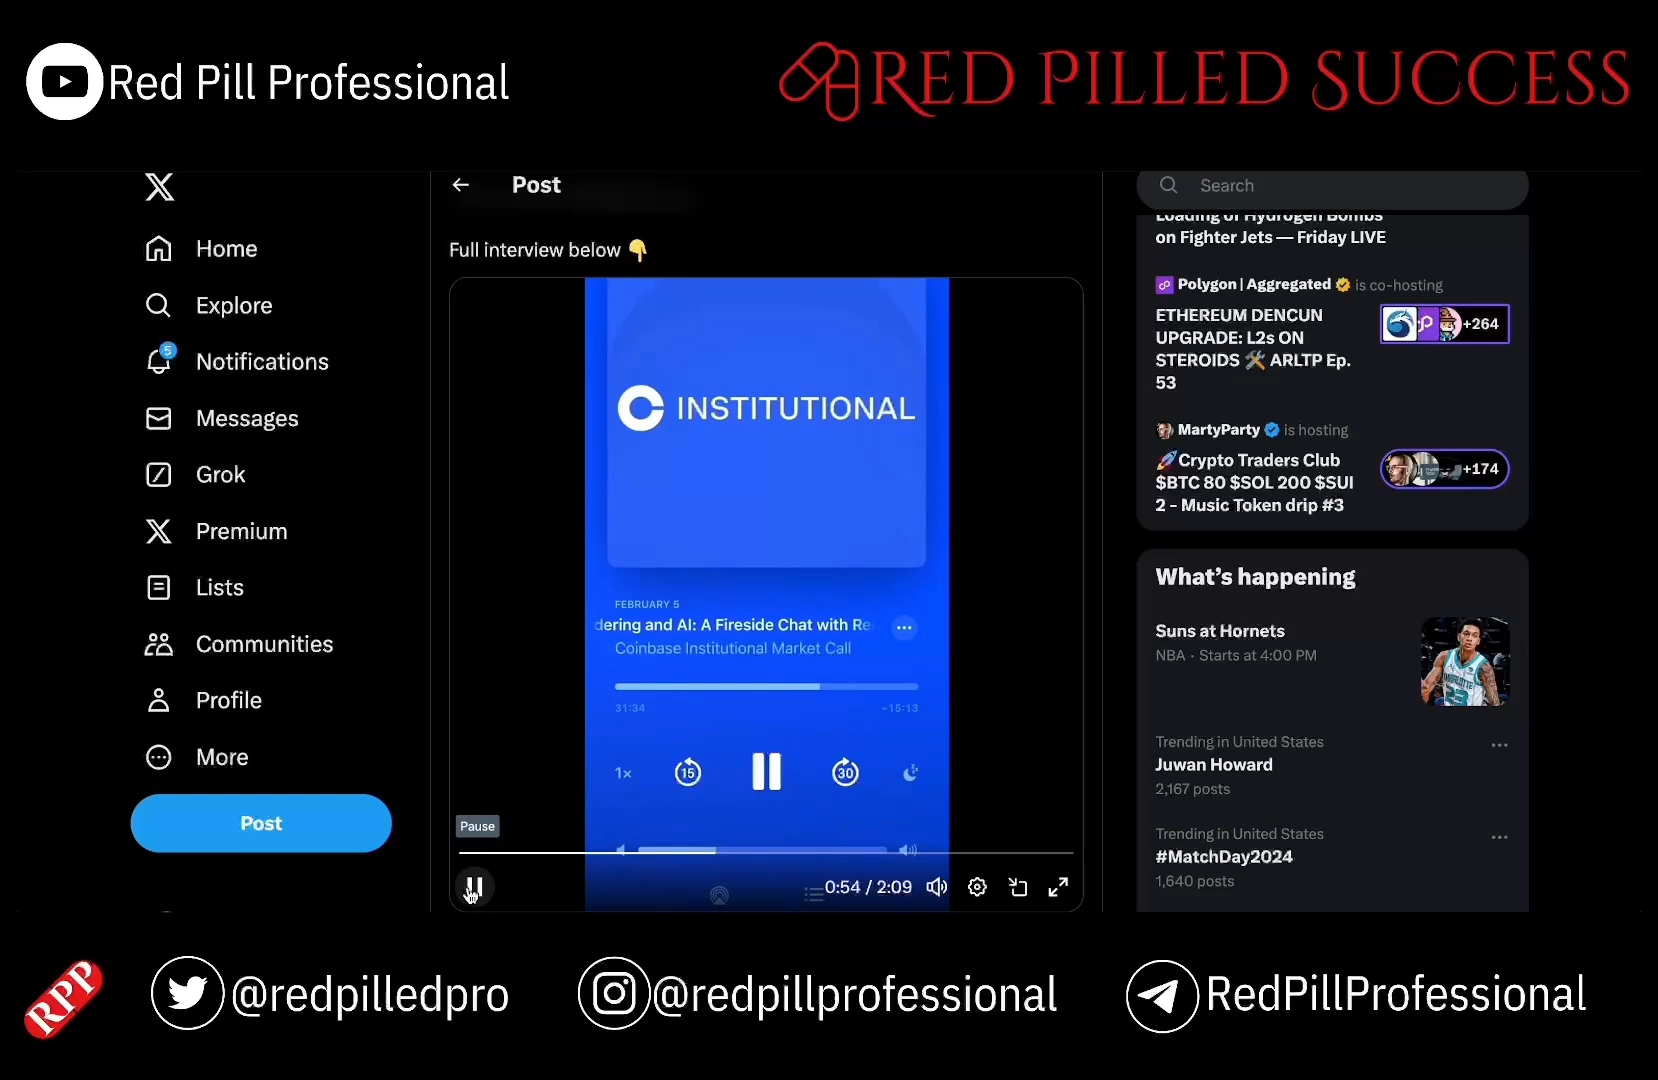 Red Pill Professional
RED PILLED SUCCESS
Home
Explore
5
Notifications
Messages
Grok
Premium
Lists
Communities
Profile
More
Post
Post
Full interview below 👇
INSTITUTIONAL
FEBRUARY 5
dering and AI: A Fireside Chat with Re
Coinbase Institutional Market Call
31:34
-15:13
1×
15
30
Pause
0:54 / 2:09
Search
Loading of Hydrogen Bombs
on Fighter Jets — Friday LIVE
Polygon | Aggregated is co-hosting
ETHEREUM DENCUN
UPGRADE: L2s ON
STEROIDS 🛠️ ARLTP Ep.
53
+264
MartyParty is hosting
🚀Crypto Traders Club
$BTC 80 $SOL 200 $SUI
2 - Music Token drip #3
+174
What's happening
Suns at Hornets
NBA · Starts at 4:00 PM
Trending in United States
Juwan Howard
2,167 posts
Trending in United States
#MatchDay2024
1,640 posts
RPP
@redpilledpro
@redpillprofessional
RedPillProfessional